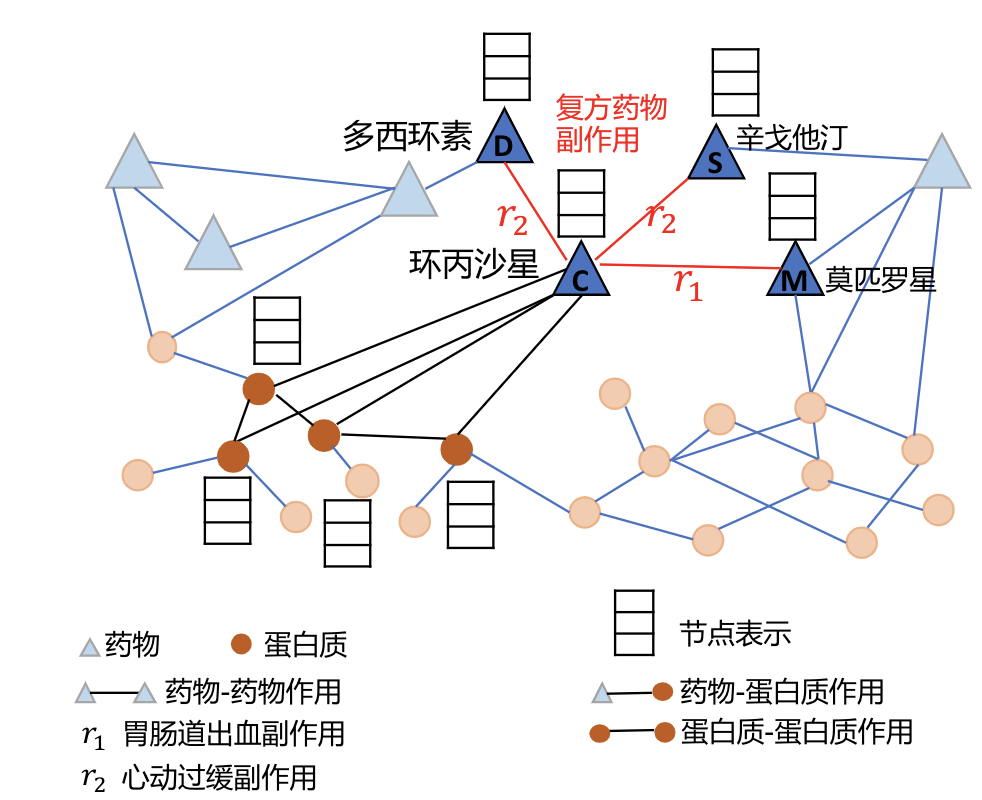 复方药物
副作用
多西环素
D
S
辛戈他汀
r₂
r₂
环丙沙星
C
r₁
M
莫匹罗星
药物
蛋白质
节点表示
药物-药物作用
药物-蛋白质作用
r₁ 胃肠道出血副作用
蛋白质-蛋白质作用
r₂ 心动过缓副作用